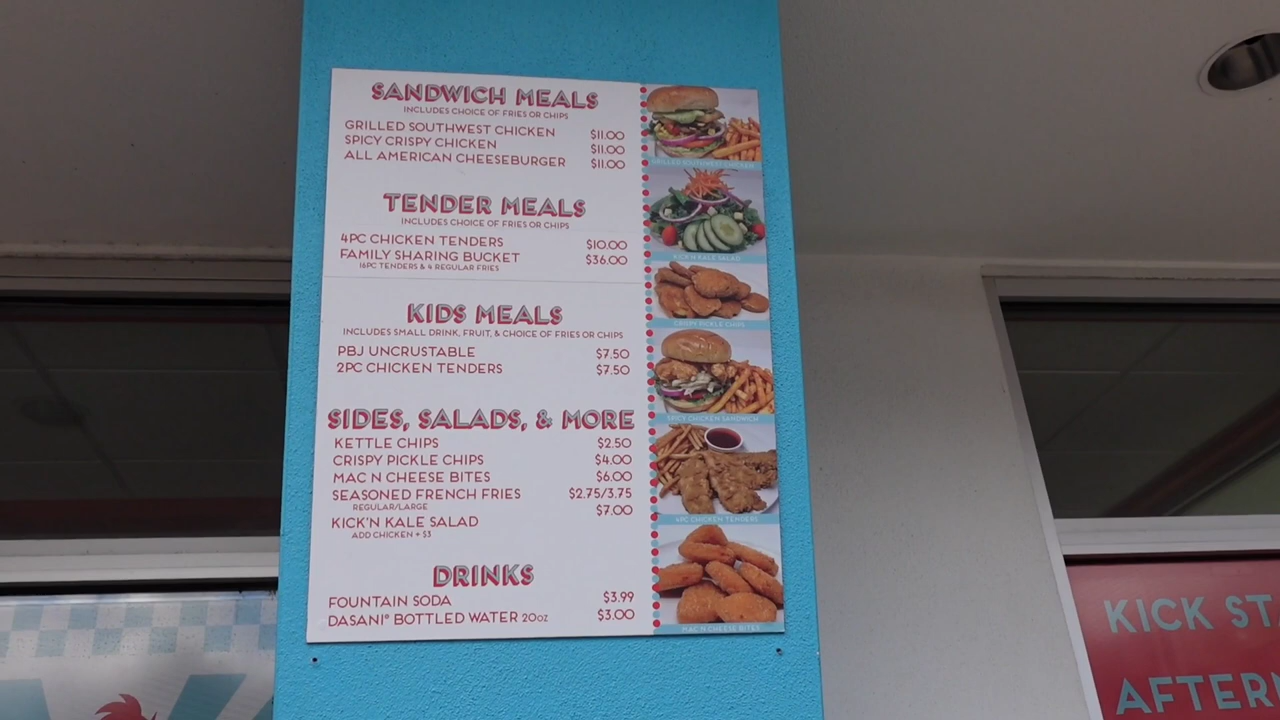 SANDWICH MEALS
INCLUDES CHOICE OF FRIES OR CHIPS
GRILLED SOUTHWEST CHICKEN $11.00
SPICY CRISPY CHICKEN $11.00
ALL AMERICAN CHEESEBURGER $11.00
TENDER MEALS
INCLUDES CHOICE OF FRIES OR CHIPS
4PC CHICKEN TENDERS $10.00
FAMILY SHARING BUCKET $36.00
16PC TENDERS & 4 REGULAR FRIES
KIDS MEALS
INCLUDES SMALL DRINK, FRUIT, & CHOICE OF FRIES OR CHIPS
PBJ UNCRUSTABLE $7.50
2PC CHICKEN TENDERS $7.50
SIDES, SALADS, & MORE
KETTLE CHIPS $2.50
CRISPY PICKLE CHIPS $4.00
MAC N CHEESE BITES $6.00
SEASONED FRENCH FRIES $2.75/3.75
REGULAR/LARGE
KICK'N KALE SALAD $7.00
ADD CHICKEN + $3
DRINKS
FOUNTAIN SODA $3.99
DASANI® BOTTLED WATER 20oz $3.00
GRILLED SOUTHWEST CHICKEN
KICK'N KALE SALAD
CRISPY PICKLE CHIPS
SPICY CHICKEN SANDWICH
4PC CHICKEN TENDERS
MAC N CHEESE BITES
KICK STA
AFTERN